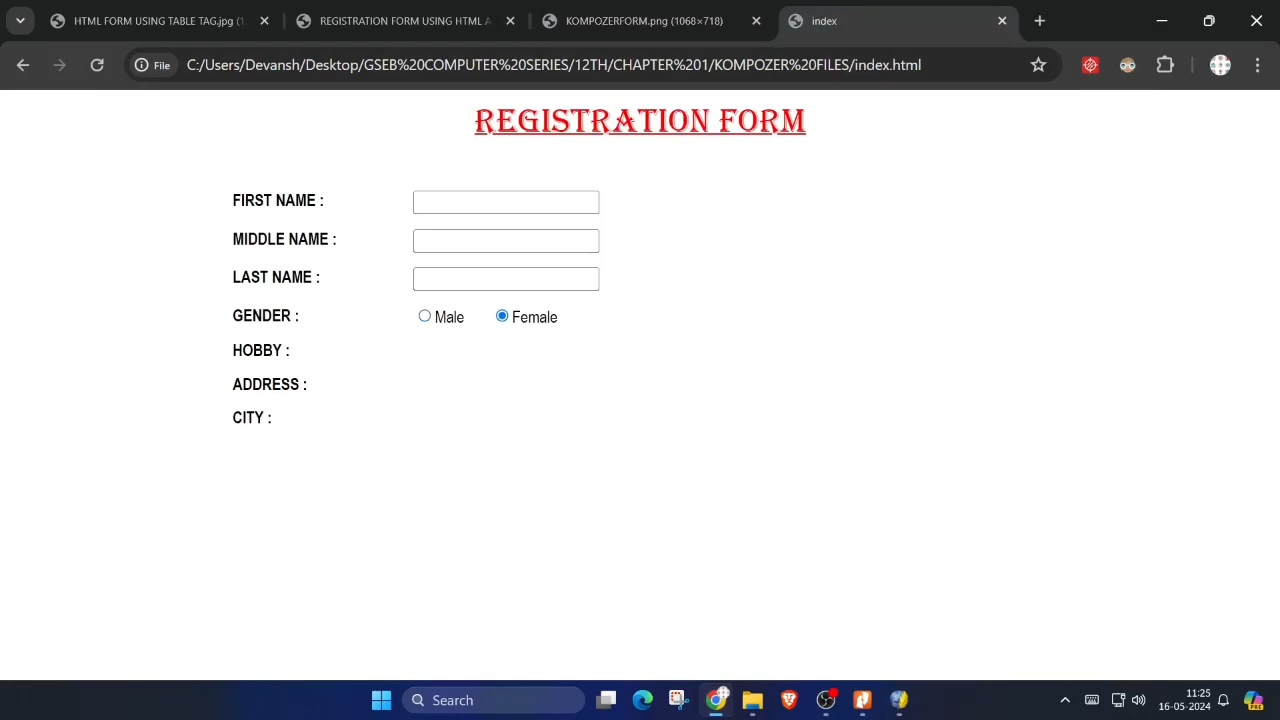 HTML FORM USING TABLE TAG.jpg (1
REGISTRATION FORM USING HTML A
KOMPOZERFORM.png (1068×718)
index
File
C:/Users/Devansh/Desktop/GSEB%20COMPUTER%20SERIES/12TH/CHAPTER%201/KOMPOZER%20FILES/index.html
REGISTRATION FORM
FIRST NAME :
MIDDLE NAME :
LAST NAME :
GENDER : Male Female
HOBBY :
ADDRESS :
CITY :
Search
11:25
16-05-2024